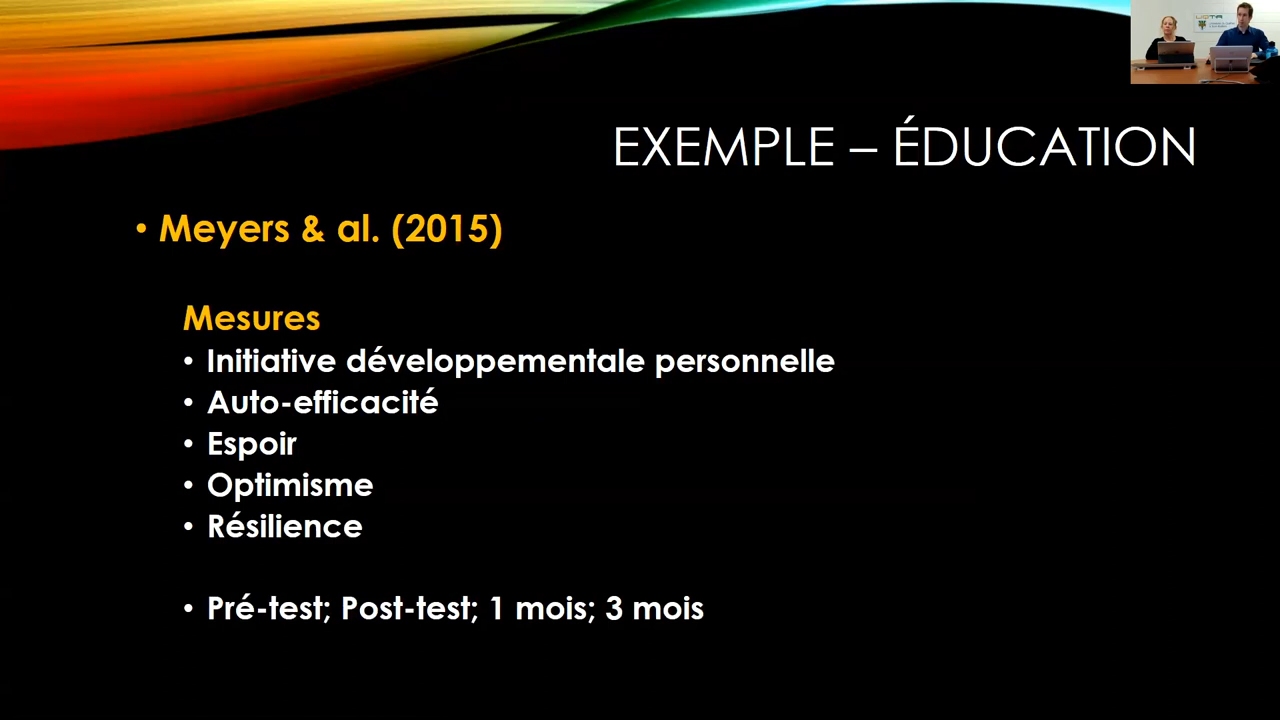 EXEMPLE – ÉDUCATION
• Meyers & al. (2015)
Mesures
• Initiative développementale personnelle
• Auto-efficacité
• Espoir
• Optimisme
• Résilience
• Pré-test; Post-test; 1 mois; 3 mois